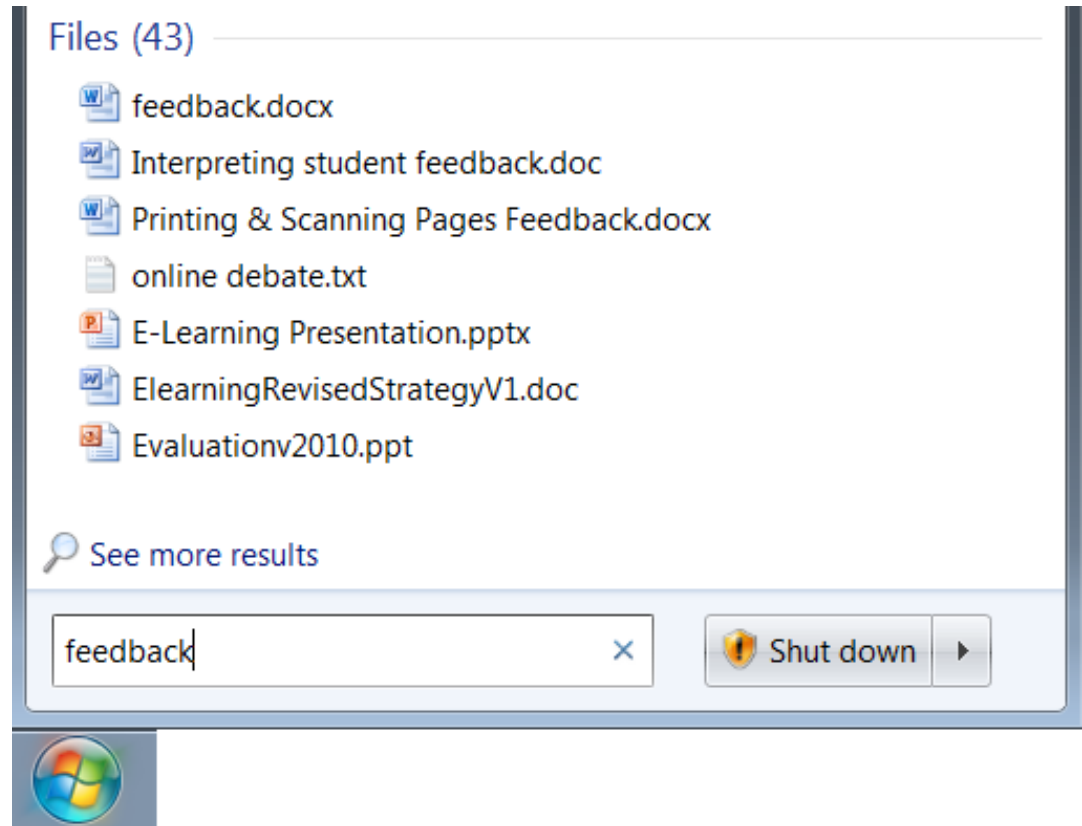 Files (43)
feedback.docx
Interpreting student feedback.doc
Printing & Scanning Pages Feedback.docx
online debate.txt
E-Learning Presentation.pptx
ElearningRevisedStrategyV1.doc
Evaluationv2010.ppt
See more results
feedback
Shut down